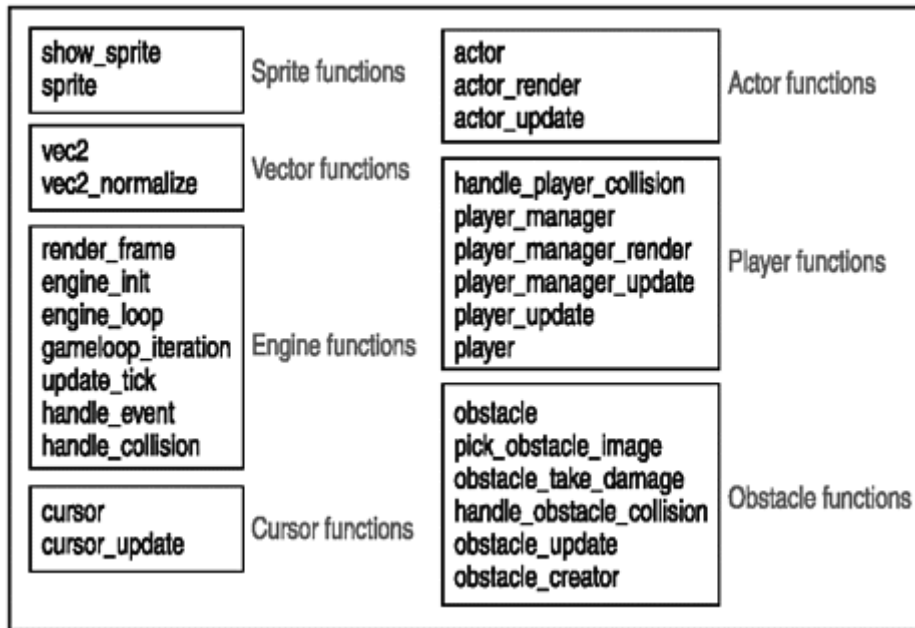 show_sprite
sprite
Sprite functions
vec2
vec2_normalize
Vector functions
render_frame
engine_init
engine_loop
gameloop_iteration
update_tick
handle_event
handle_collision
Engine functions
cursor
cursor_update
Cursor functions
actor
actor_render
actor_update
Actor functions
handle_player_collision
player_manager
player_manager_render
player_manager_update
player_update
player
Player functions
obstacle
pick_obstacle_image
obstacle_take_damage
handle_obstacle_collision
obstacle_update
obstacle_creator
Obstacle functions